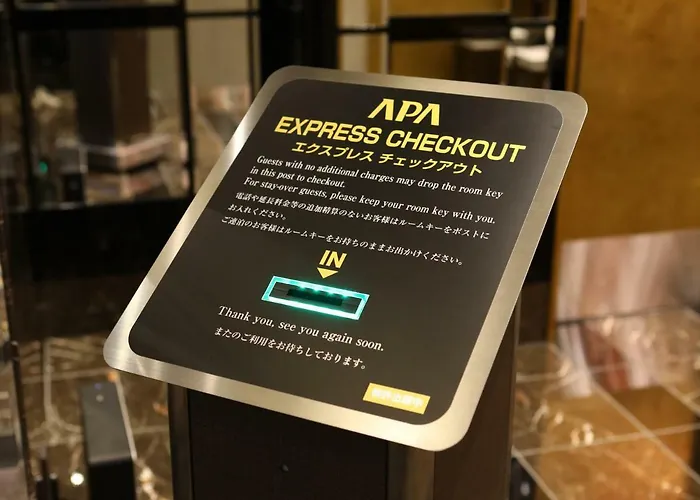 APA
EXPRESS CHECKOUT
エクスプレス チェックアウト
Guests with no additional charges may drop the room key
in this post to checkout.
For stay-over guests, please keep your room key with you.
電話や延長料金等の追加精算のないお客様はルームキーをポストに
お入れください。
ご連泊のお客様はルームキーをお持ちのままお出かけください。
IN
Thank you, see you again soon.
またのご利用をお待ちしております。
特許出願中